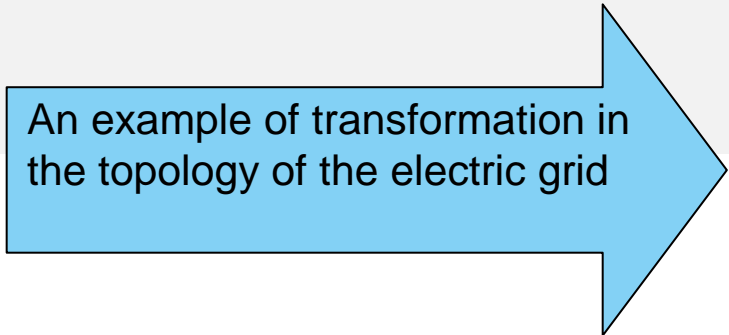 An example of transformation in
the topology of the electric grid